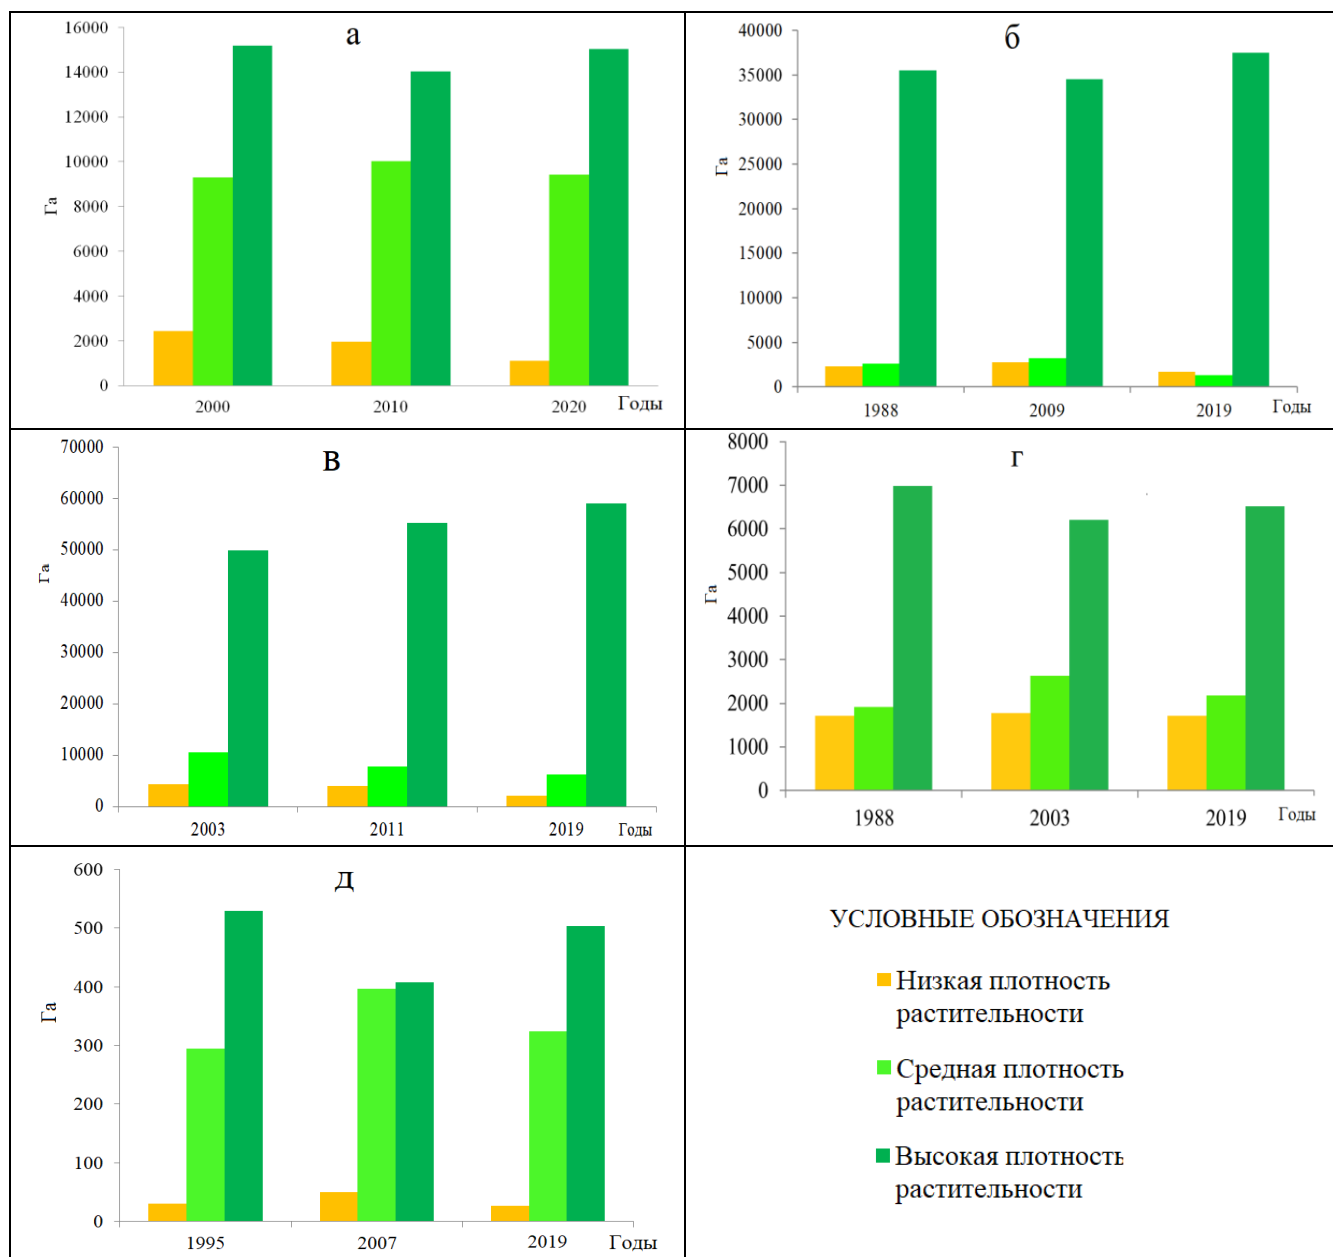 а
16000
14000
12000
10000
8000
6000
4000
2000
0
Га
2000 2010 2020 Годы
б
40000
35000
30000
25000
20000
15000
10000
5000
0
Га
1988 2009 2019 Годы
в
70000
60000
50000
40000
30000
20000
10000
0
Га
2003 2011 2019 Годы
г
8000
7000
6000
5000
4000
3000
2000
1000
0
Га
1988 2003 2019 Годы
д
600
500
400
300
200
100
0
Га
1995 2007 2019 Годы
УСЛОВНЫЕ ОБОЗНАЧЕНИЯ
Низкая плотность
растительности
Средная плотность
растительности
Высокая плотность
растительности